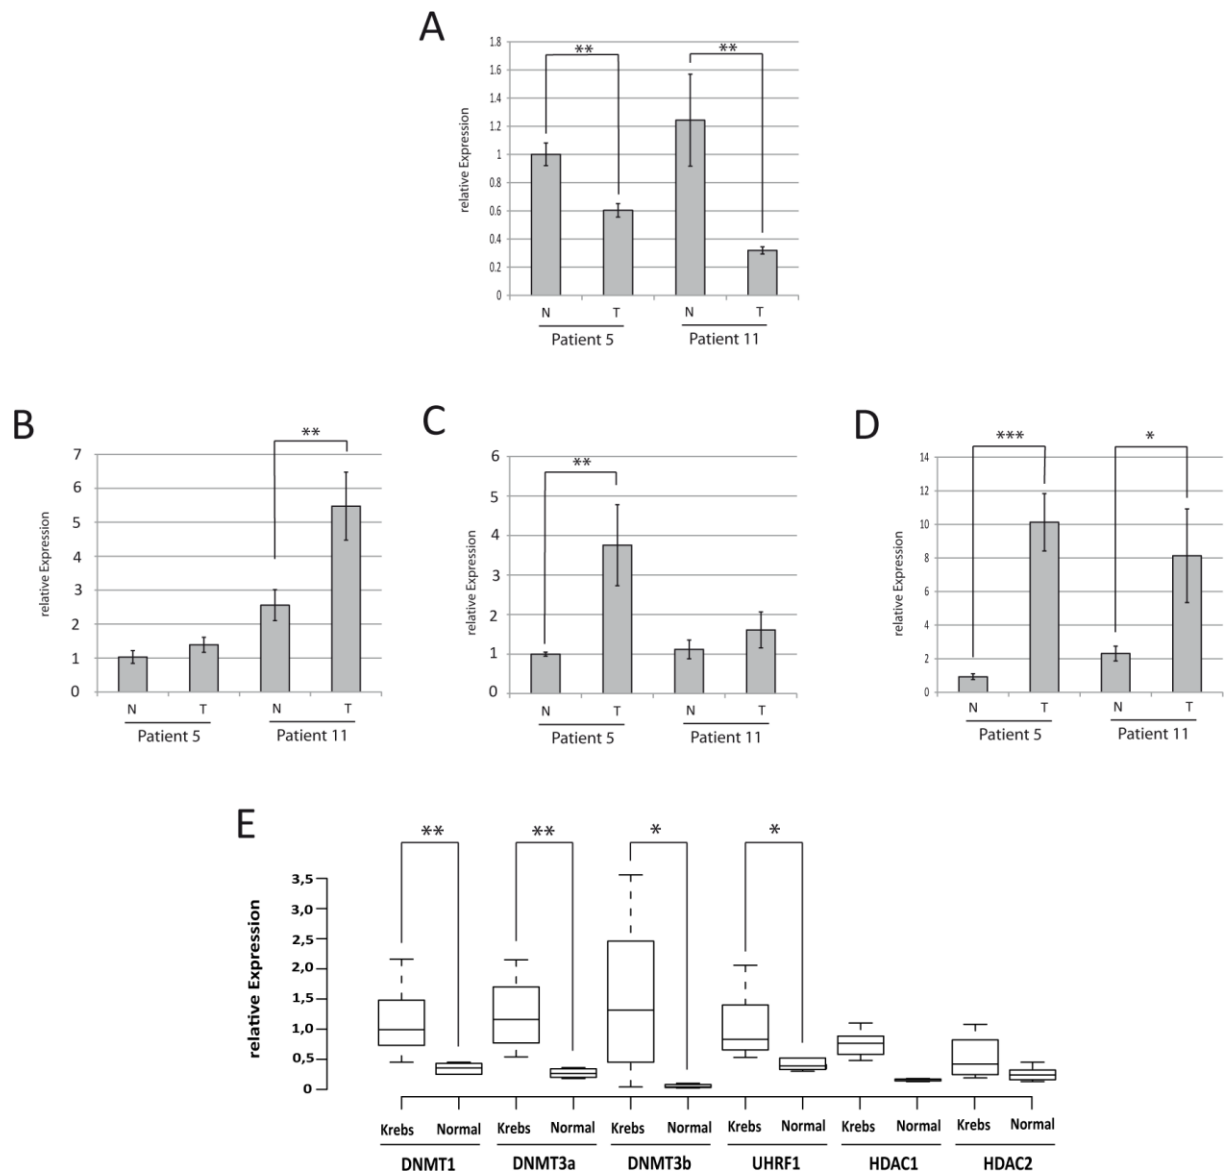 A
relative Expression
1.8
1.6
1.4
1.2
1
0.8
0.6
0.4
0.2
0
**
**
N T N T
Patient 5 Patient 11
B
relative Expression
7
6
5
4
3
2
1
0
**
N T N T
Patient 5 Patient 11
C
relative Expression
6
5
4
3
2
1
0
**
N T N T
Patient 5 Patient 11
D
relative Expression
14
12
10
8
6
4
2
0
***
*
N T N T
Patient 5 Patient 11
E
relative Expression
3,5
3,0
2,5
2,0
1,5
1,0
0,5
0
** ** * *
Krebs Normal Krebs Normal Krebs Normal Krebs Normal Krebs Normal Krebs Normal
DNMT1 DNMT3a DNMT3b UHRF1 HDAC1 HDAC2